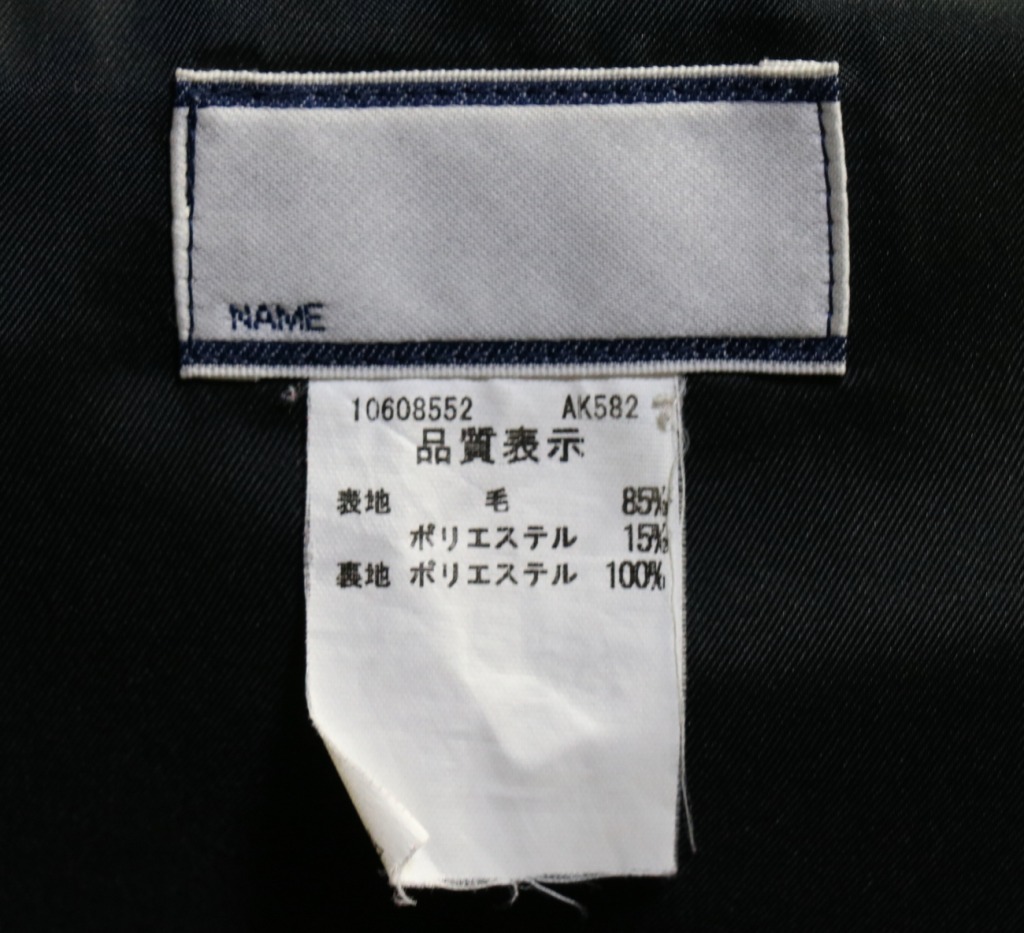 NAME
10608552 AK582
品質表示
表地 毛 85%
ポリエステル 15%
裏地 ポリエステル 100%